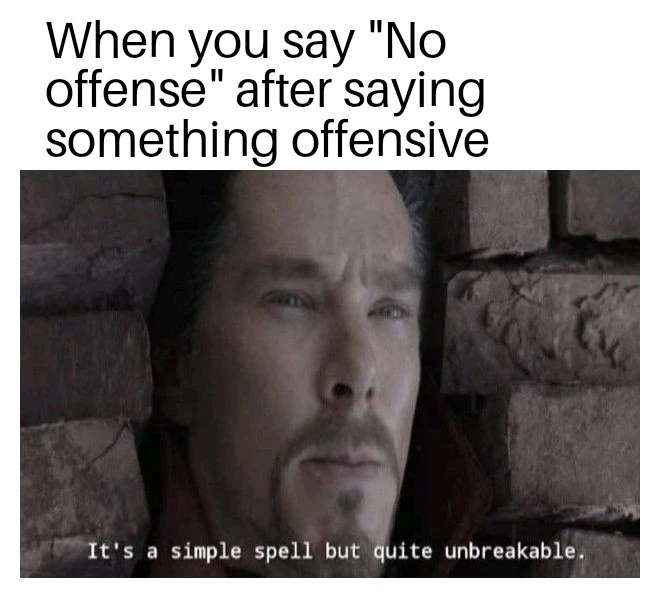 When you say "No
offense" after saying
something offensive
It's a simple spell but quite unbreakable.